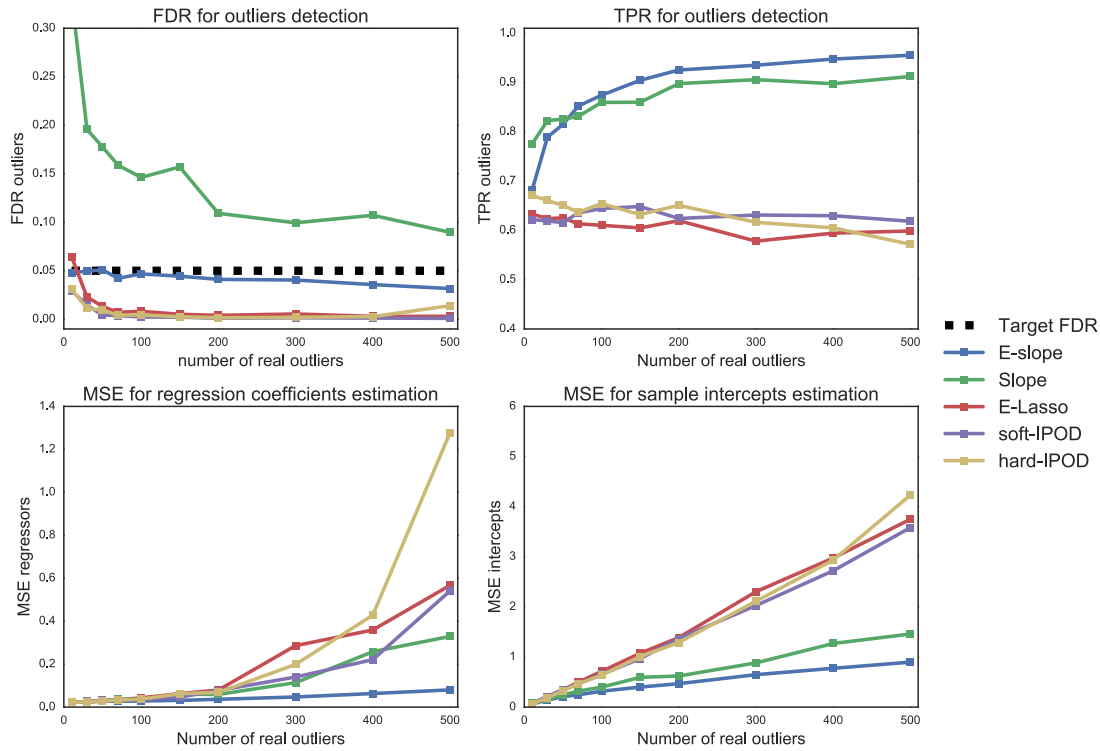 FDR for outliers detection
TPR for outliers detection
0.30
0.25
0.20
0.15
0.10
0.05
0.00
FDR outliers
0 100 200 300 400 500
number of real outliers
1.0
0.9
0.8
0.7
0.6
0.5
0.4
TPR outliers
0 100 200 300 400 500
Number of real outliers
Target FDR
E-slope
Slope
E-Lasso
soft-IPOD
hard-IPOD
MSE for regression coefficients estimation
MSE for sample intercepts estimation
1.4
1.2
1.0
0.8
0.6
0.4
0.2
0.0
MSE regressors
0 100 200 300 400 500
Number of real outliers
6
5
4
3
2
1
0
MSE intercepts
0 100 200 300 400 500
Number of real outliers